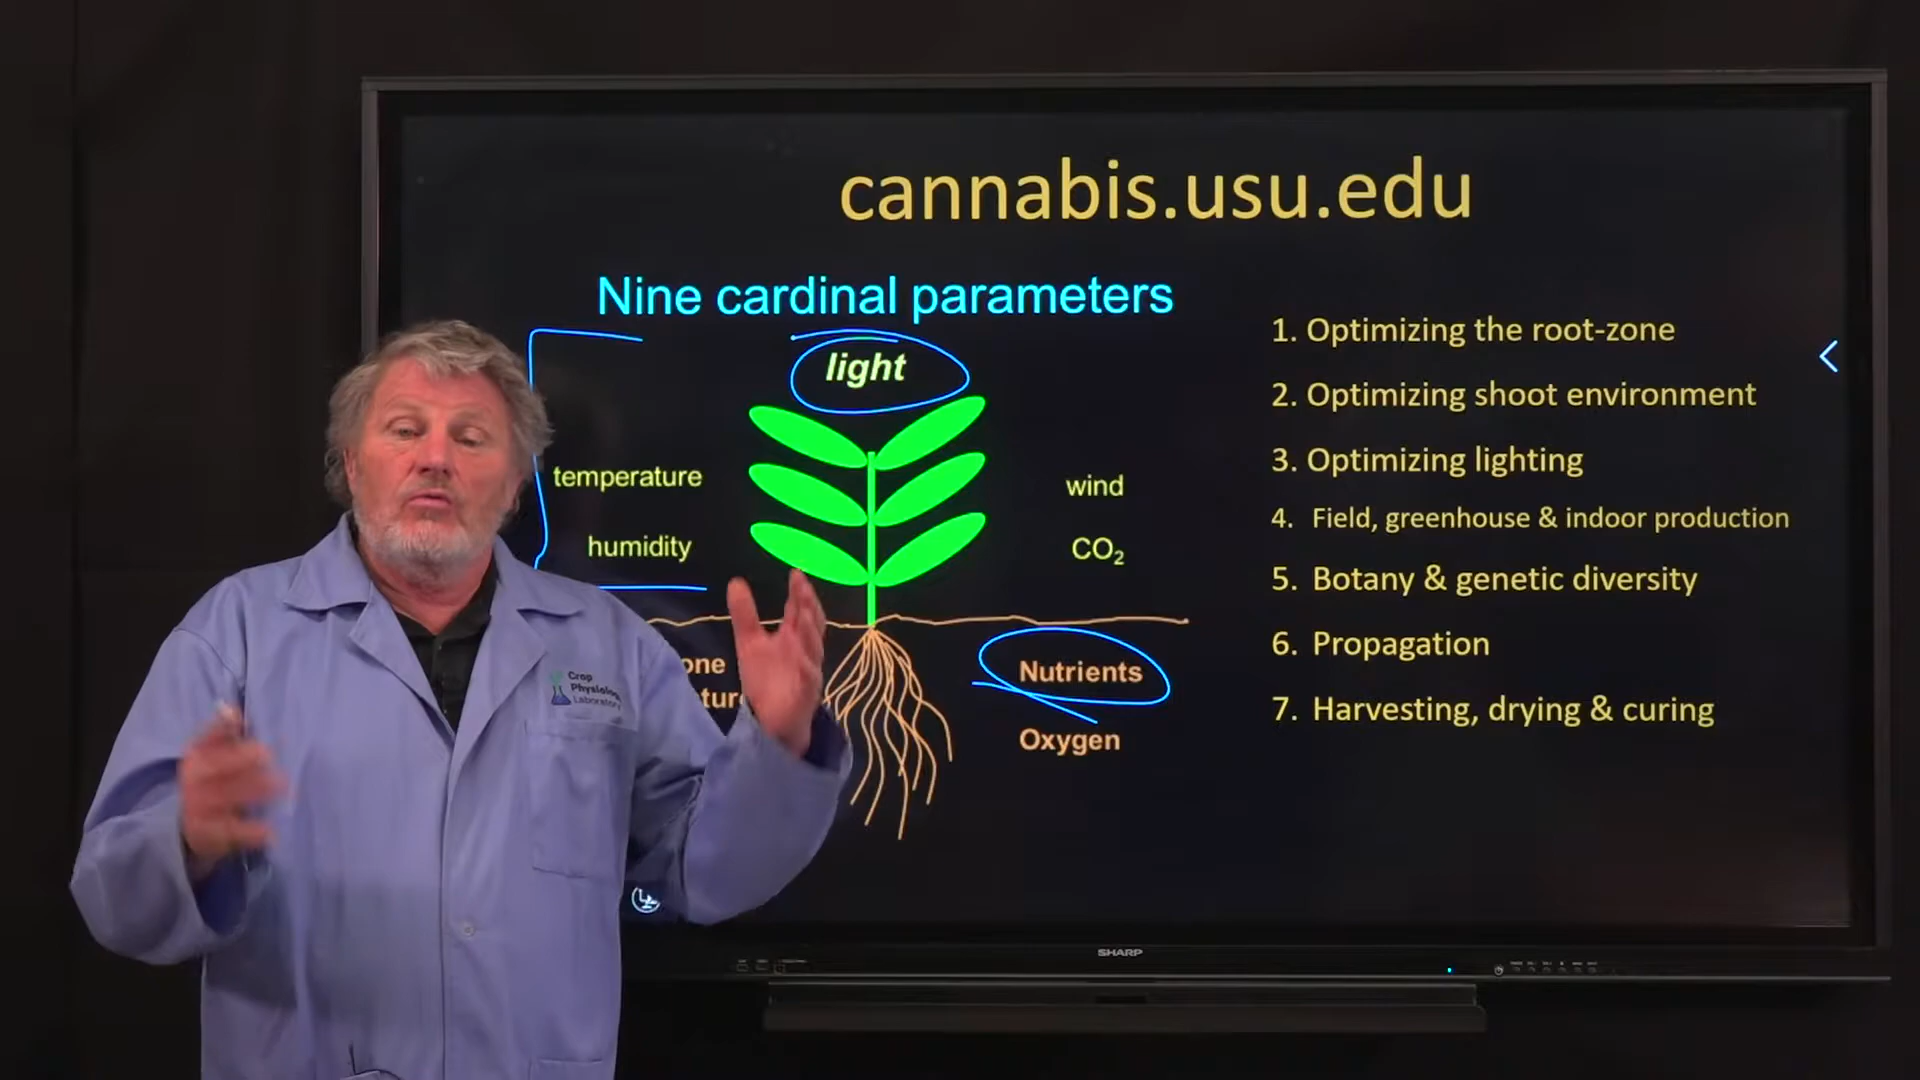 cannabis.usu.edu
Nine cardinal parameters
light
temperature
humidity
wind
CO₂
Nutrients
Oxygen
1. Optimizing the root-zone
2. Optimizing shoot environment
3. Optimizing lighting
4. Field, greenhouse & indoor production
5. Botany & genetic diversity
6. Propagation
7. Harvesting, drying & curing
Crop
Laboratory
SHARP